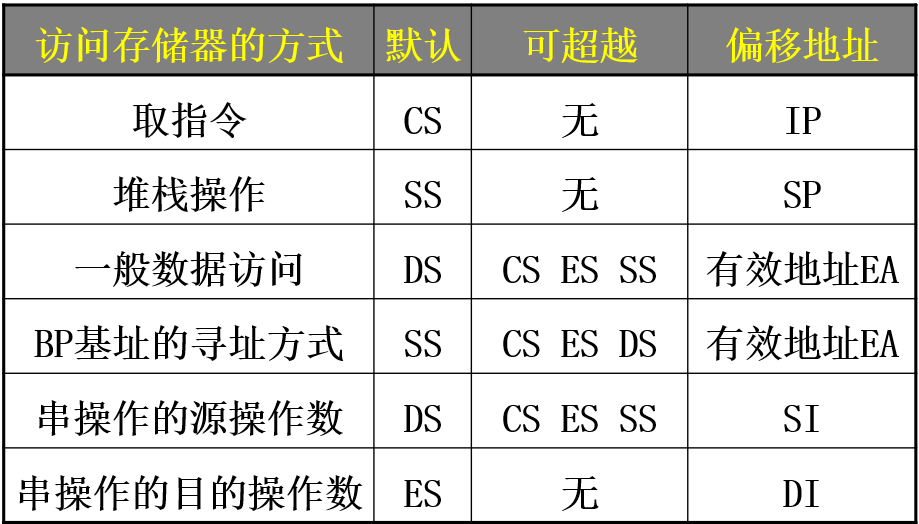 访问存储器的方式 默认 可超越 偏移地址
取指令 CS 无 IP
堆栈操作 SS 无 SP
一般数据访问 DS CS ES SS 有效地址EA
BP基址的寻址方式 SS CS ES DS 有效地址EA
串操作的源操作数 DS CS ES SS SI
串操作的目的操作数 ES 无 DI